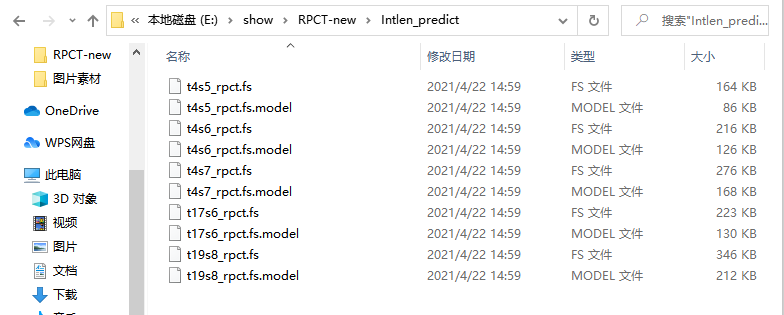 « 本地磁盘 (E:) › show › RPCT-new › Intlen_predict
搜索"Intlen_predi...
名称 修改日期 类型 大小
RPCT-new
图片素材
OneDrive
WPS网盘
此电脑
3D 对象
视频
图片
文档
下载
t4s5_rpct.fs 2021/4/22 14:59 FS 文件 164 KB
t4s5_rpct.fs.model 2021/4/22 14:59 MODEL 文件 86 KB
t4s6_rpct.fs 2021/4/22 14:59 FS 文件 216 KB
t4s6_rpct.fs.model 2021/4/22 14:59 MODEL 文件 126 KB
t4s7_rpct.fs 2021/4/22 14:59 FS 文件 276 KB
t4s7_rpct.fs.model 2021/4/22 14:59 MODEL 文件 168 KB
t17s6_rpct.fs 2021/4/22 14:59 FS 文件 223 KB
t17s6_rpct.fs.model 2021/4/22 14:59 MODEL 文件 130 KB
t19s8_rpct.fs 2021/4/22 14:59 FS 文件 346 KB
t19s8_rpct.fs.model 2021/4/22 14:59 MODEL 文件 212 KB